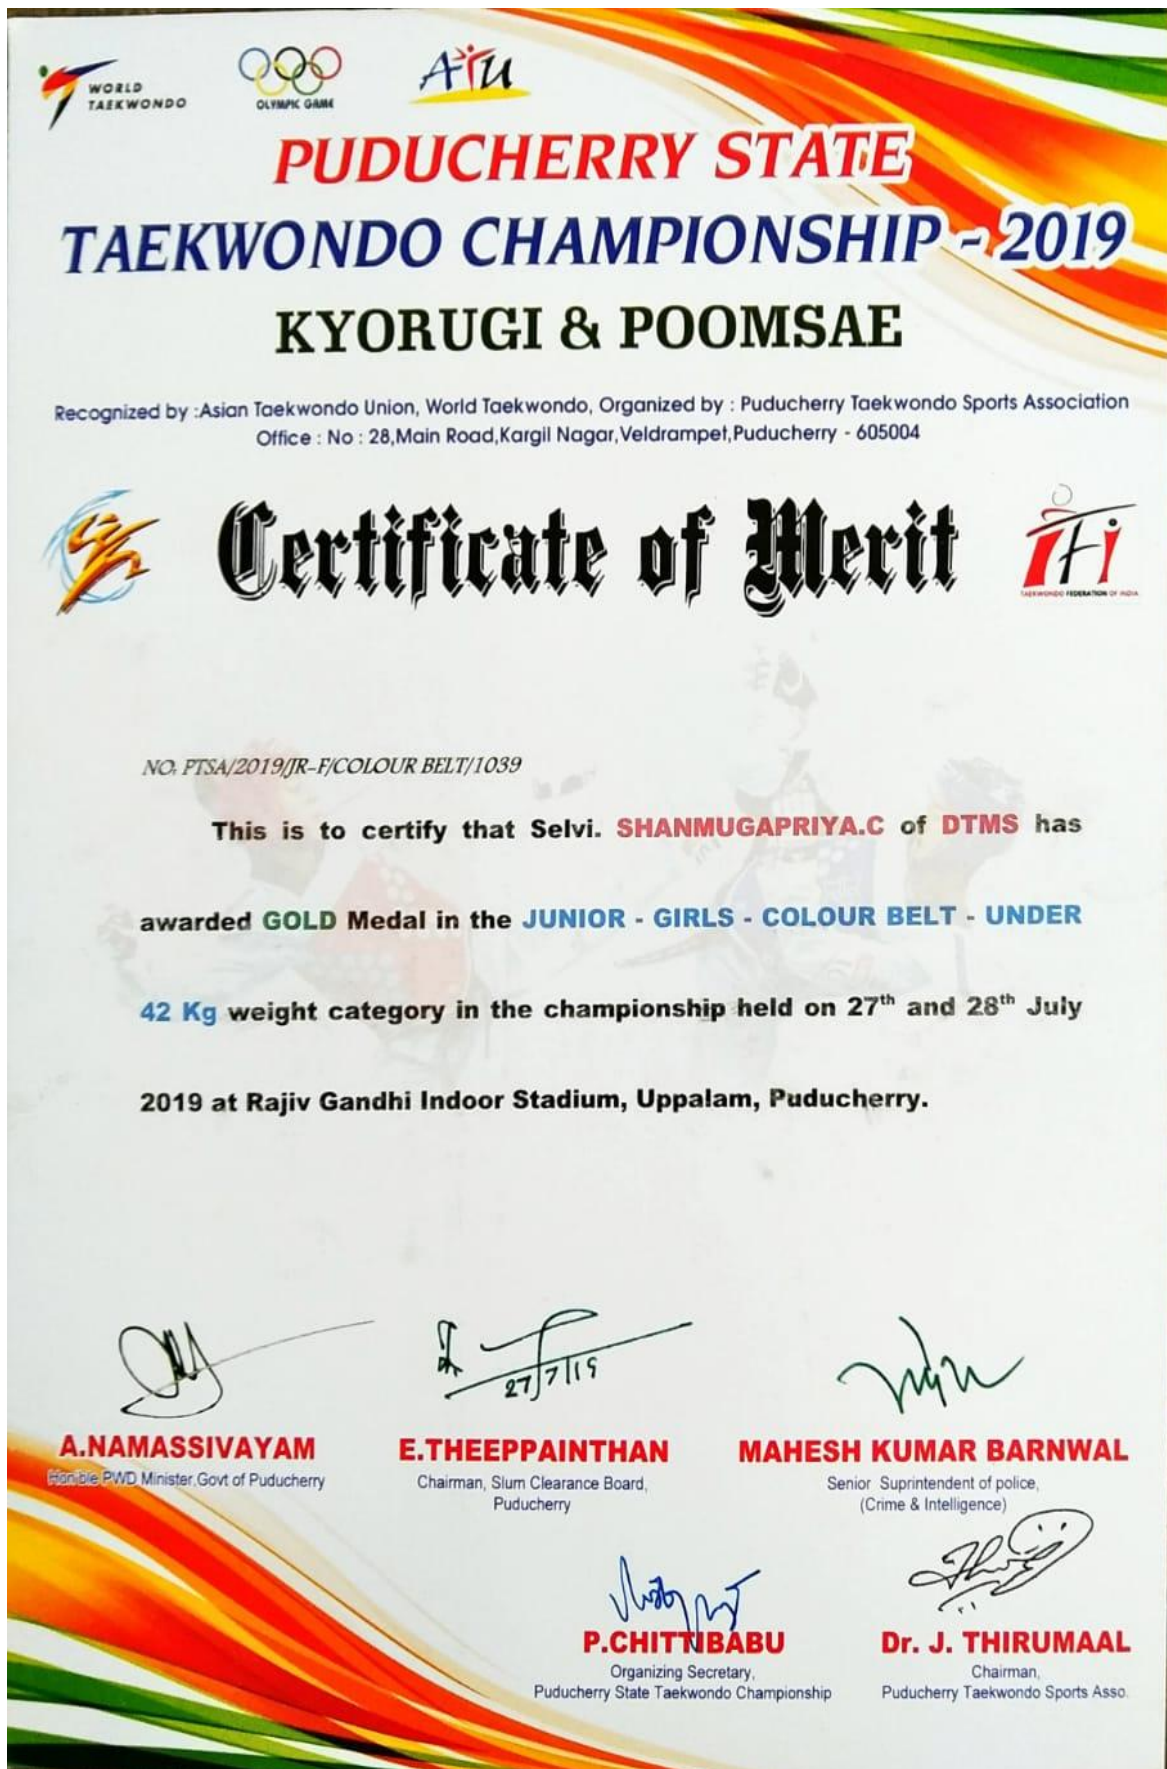 WORLD
TAEKWONDO
OLYMPIC GAME
ATU
PUDUCHERRY STATE
TAEKWONDO CHAMPIONSHIP - 2019
KYORUGI & POOMSAE
Recognized by :Asian Taekwondo Union, World Taekwondo, Organized by : Puducherry Taekwondo Sports Association
Office : No : 28,Main Road,Kargil Nagar,Veldrampet,Puducherry - 605004
Certificate of Merit
TFI
TAEKWONDO FEDERATION OF INDIA
NO: PTSA/2019/JR-F/COLOUR BELT/1039
This is to certify that Selvi. SHANMUGAPRIYA.C of DTMS has
awarded GOLD Medal in the JUNIOR - GIRLS - COLOUR BELT - UNDER
42 Kg weight category in the championship held on 27th and 28th July
2019 at Rajiv Gandhi Indoor Stadium, Uppalam, Puducherry.
27/7/19
A.NAMASSIVAYAM
Hon'ble PWD Minister,Govt of Puducherry
E.THEEPPAINTHAN
Chairman, Slum Clearance Board,
Puducherry
MAHESH KUMAR BARNWAL
Senior Suprintendent of police,
(Crime & Intelligence)
P.CHITTIBABU
Organizing Secretary,
Puducherry State Taekwondo Championship
Dr. J. THIRUMAAL
Chairman,
Puducherry Taekwondo Sports Asso.